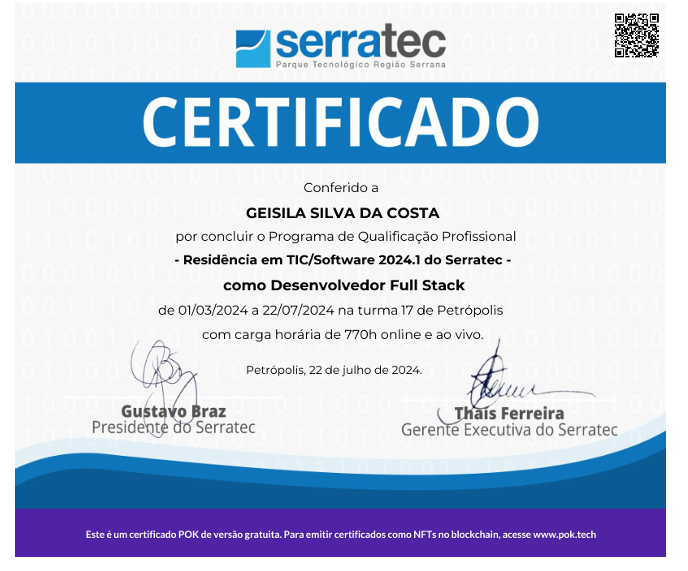 serratec
Parque Tecnológico Região Serrana
CERTIFICADO
Conferido a
GEISILA SILVA DA COSTA
por concluir o Programa de Qualificação Profissional
- Residência em TIC/Software 2024.1 do Serratec -
como Desenvolvedor Full Stack
de 01/03/2024 a 22/07/2024 na turma 17 de Petrópolis
com carga horária de 770h online e ao vivo.
Petrópolis, 22 de julho de 2024.
Gustavo Braz
Presidente do Serratec
Thaís Ferreira
Gerente Executiva do Serratec
Este é um certificado POK de versão gratuita. Para emitir certificados como NFTs no blockchain, acesse www.pok.tech